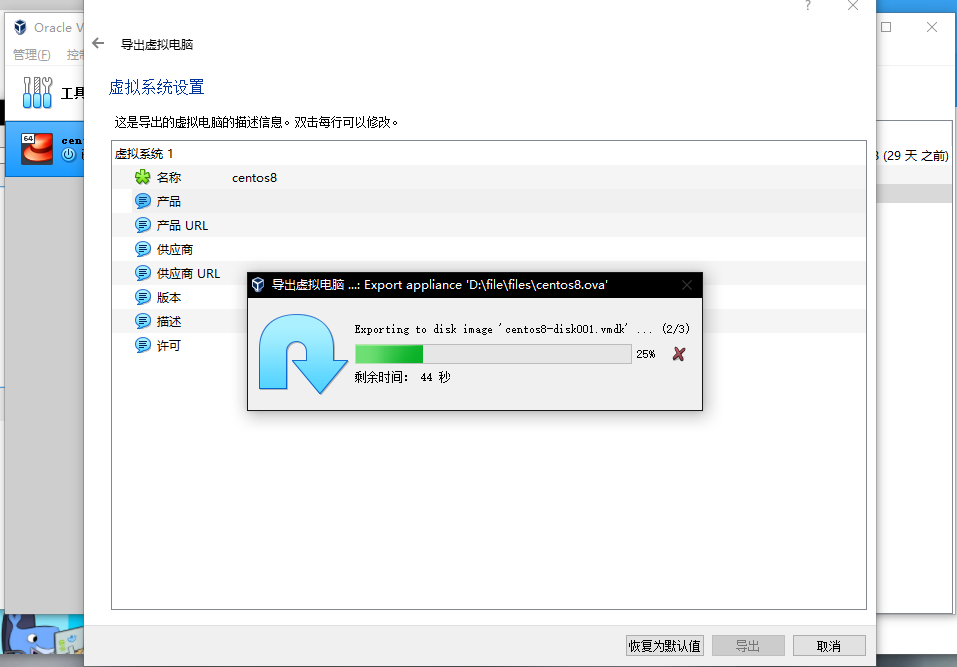 Oracle V
?
导出虚拟电脑
管理(F) 控制
虚拟系统设置
工具
这是导出的虚拟电脑的描述信息。双击每行可以修改。
64
cen
虚拟系统 1
3 (29 天 之前)
名称 centos8
产品
产品 URL
供应商
供应商 URL
版本
描述
许可
导出虚拟电脑 ...: Export appliance 'D:\file\files\centos8.ova'
Exporting to disk image 'centos8-disk001.vmdk' ... (2/3)
25%
剩余时间： 44 秒
恢复为默认值 导出 取消